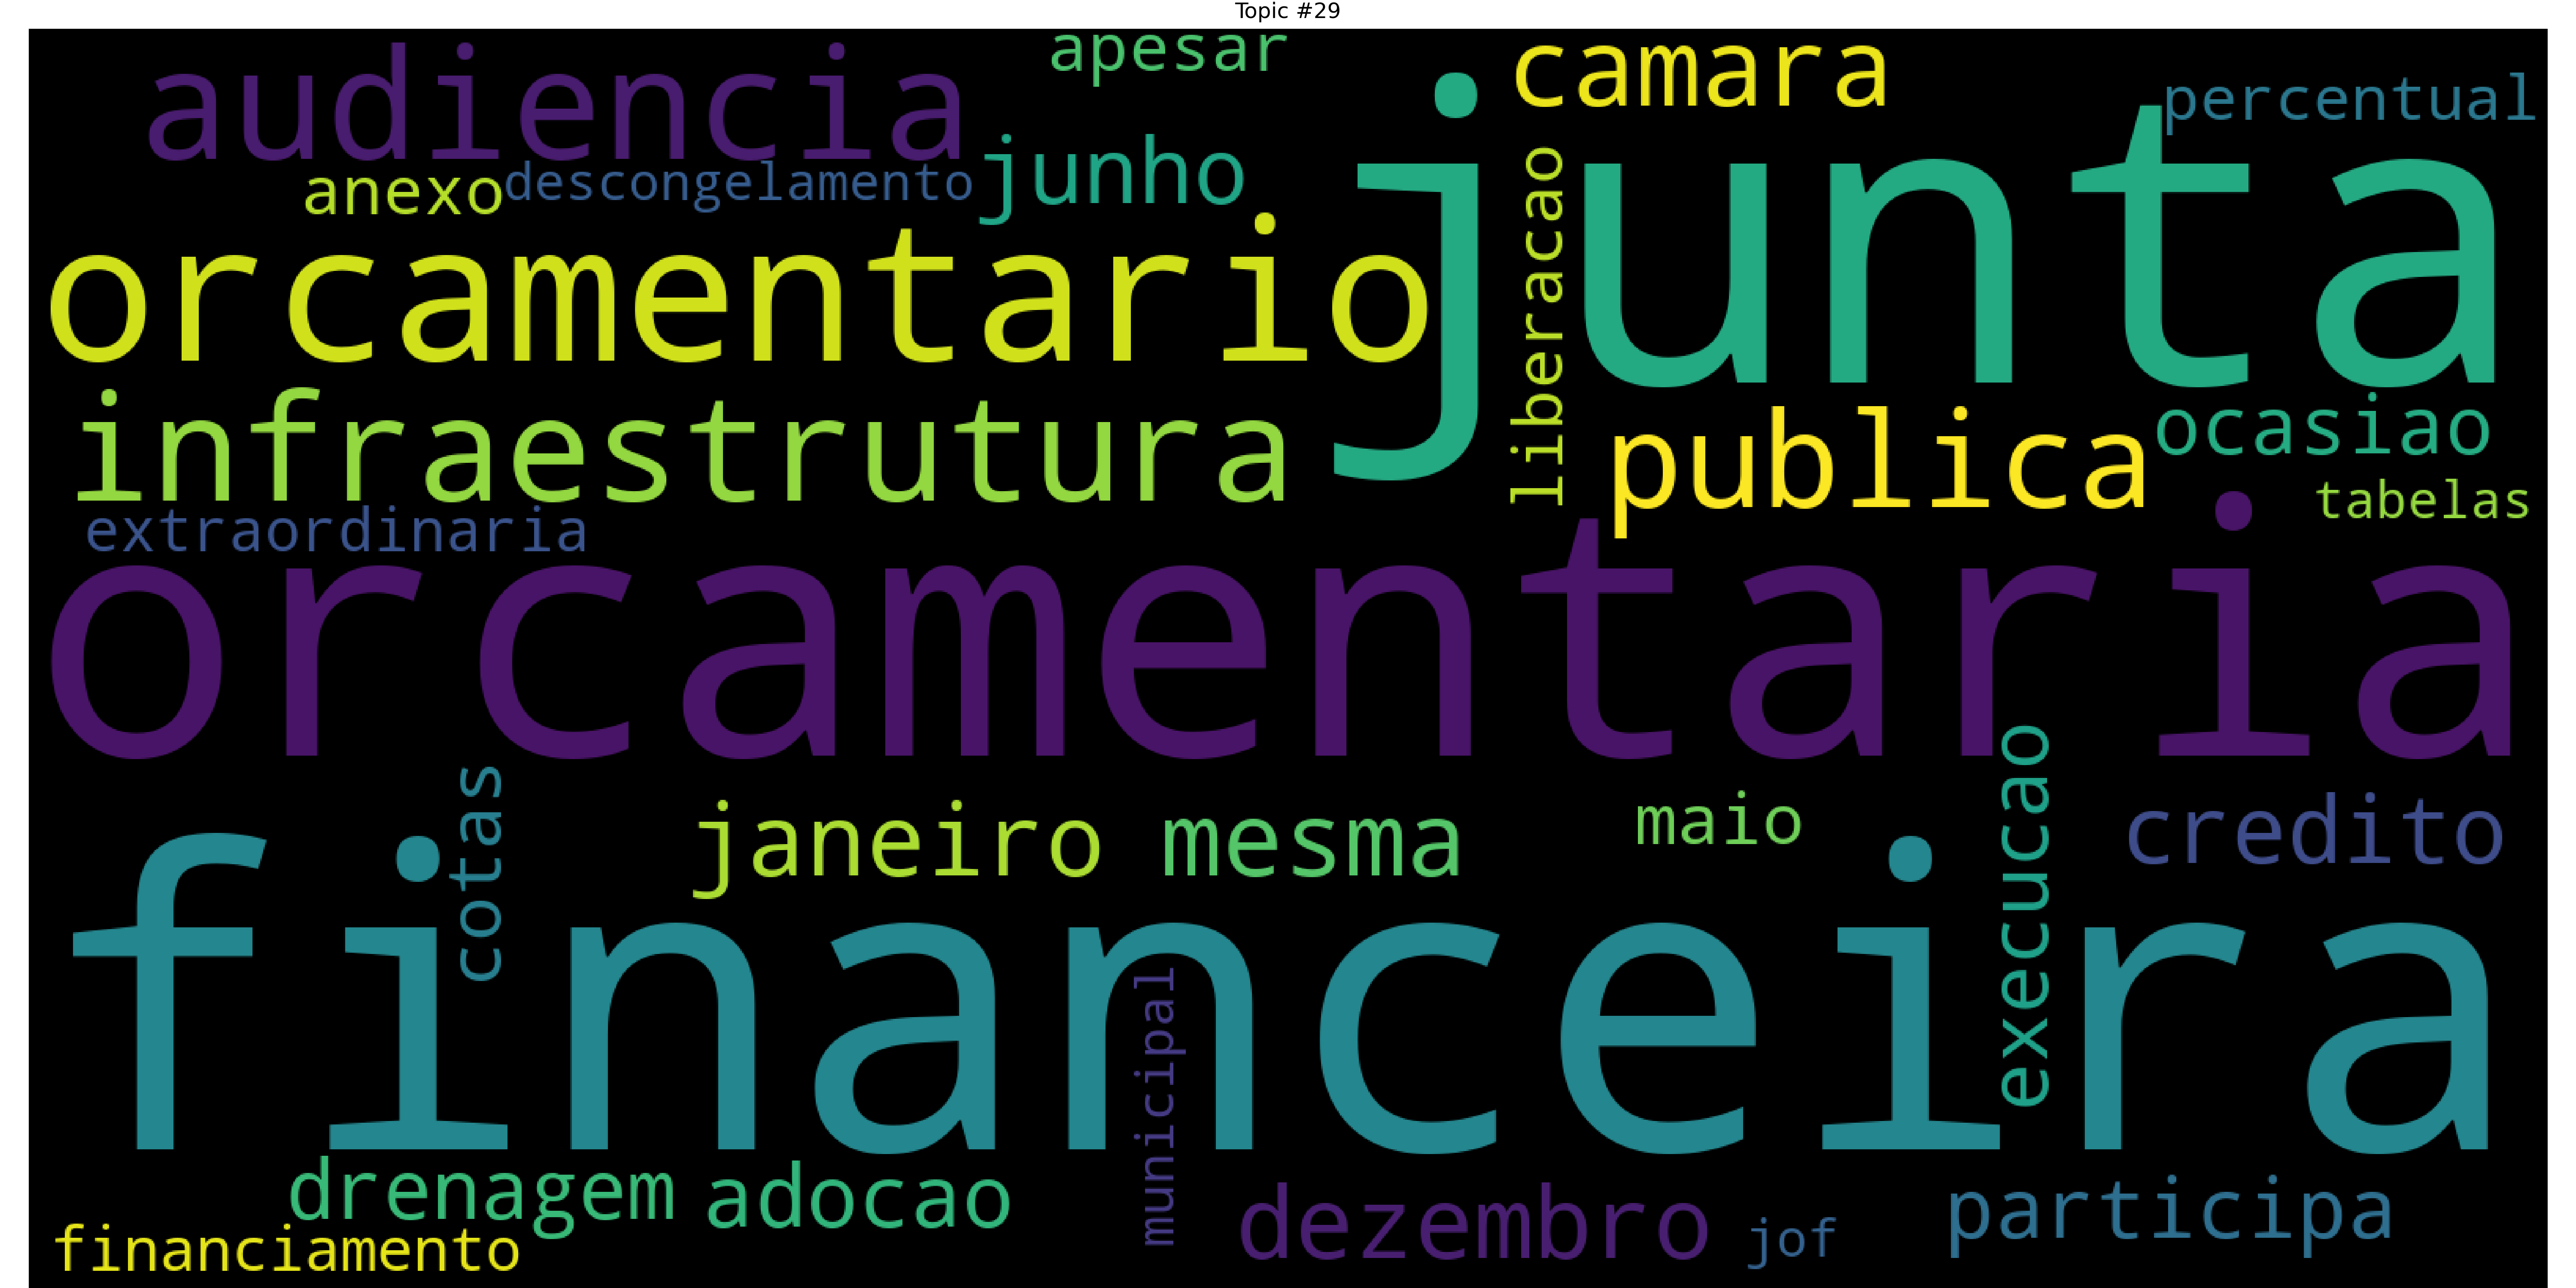 Topic #29
apesar
camara
audiencia
percentual
junho
anexo
descongelamento
junta
liberacao
orcamentario
infraestrutura
publica
ocasiao
tabelas
extraordinaria
orcamentaria
cotas
janeiro
mesma
maio
execucao
credito
financeira
municipal
drenagem
adocao
dezembro
jof
participa
financiamento